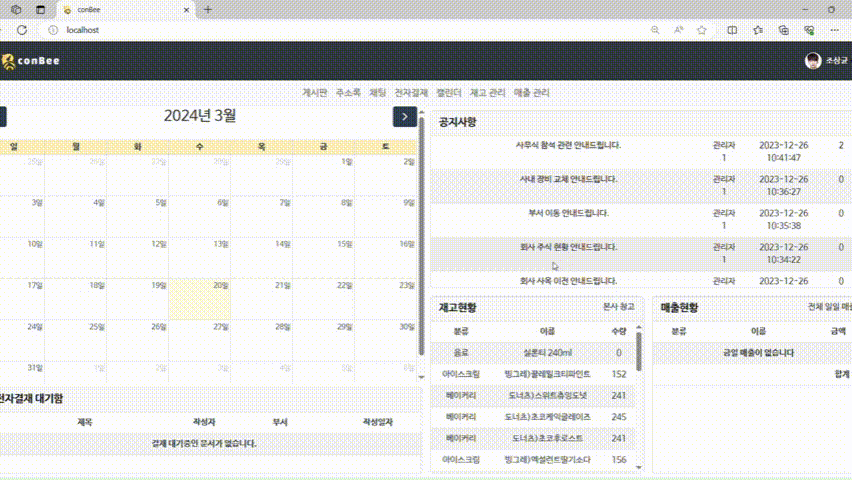 conBee
localhost
conBee
조상균
게시판 주소록 채팅 전자결재 캘린더 재고 관리 매출 관리
2024년 3월
일 월 화 수 목 금 토
25일 26일 27일 28일 29일 1일 2일
3일 4일 5일 6일 7일 8일 9일
10일 11일 12일 13일 14일 15일 16일
17일 18일 19일 20일 21일 22일 23일
24일 25일 26일 27일 28일 29일 30일
31일 1일 2일 3일 4일 5일 6일
전자결재 대기함
제목 작성자 부서 작성일자
결재 대기중인 문서가 없습니다.
공지사항
사무식 참석 관련 안내드립니다. 관리자1 2023-12-26 10:41:47 2
사내 장비 교체 안내드립니다. 관리자1 2023-12-26 10:36:27 0
부서 이동 안내드립니다. 관리자1 2023-12-26 10:35:38 0
회사 주식 현황 안내드립니다. 관리자1 2023-12-26 10:34:22 0
회사 사옥 이전 안내드립니다. 관리자 2023-12-26 0
재고현황 본사 창고
분류 이름 수량
음료 실론티 240ml 0
아이스크림 빙그레)끌레밀크티파인트 152
베이커리 도너츠)스위트츄잉도넛 241
베이커리 도너츠)초코케익글레이즈 245
베이커리 도너츠)초코후로스트 241
아이스크림 빙그레)엑설런트딸기소다 156
매출현황 전체 일일 매출
분류 이름 금액
금일 매출이 없습니다
합계